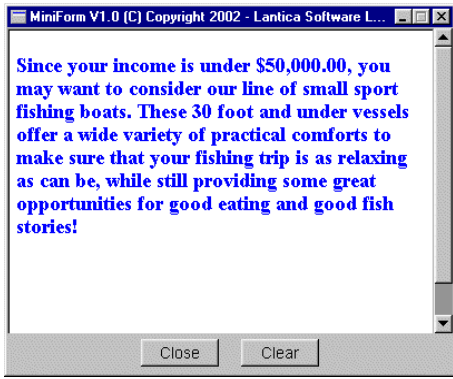 MiniForm V1.0 (C) Copyright 2002 - Lantica Software L...
Since your income is under $50,000.00, you
may want to consider our line of small sport
fishing boats. These 30 foot and under vessels
offer a wide variety of practical comforts to
make sure that your fishing trip is as relaxing
as can be, while still providing some great
opportunities for good eating and good fish
stories!
Close Clear